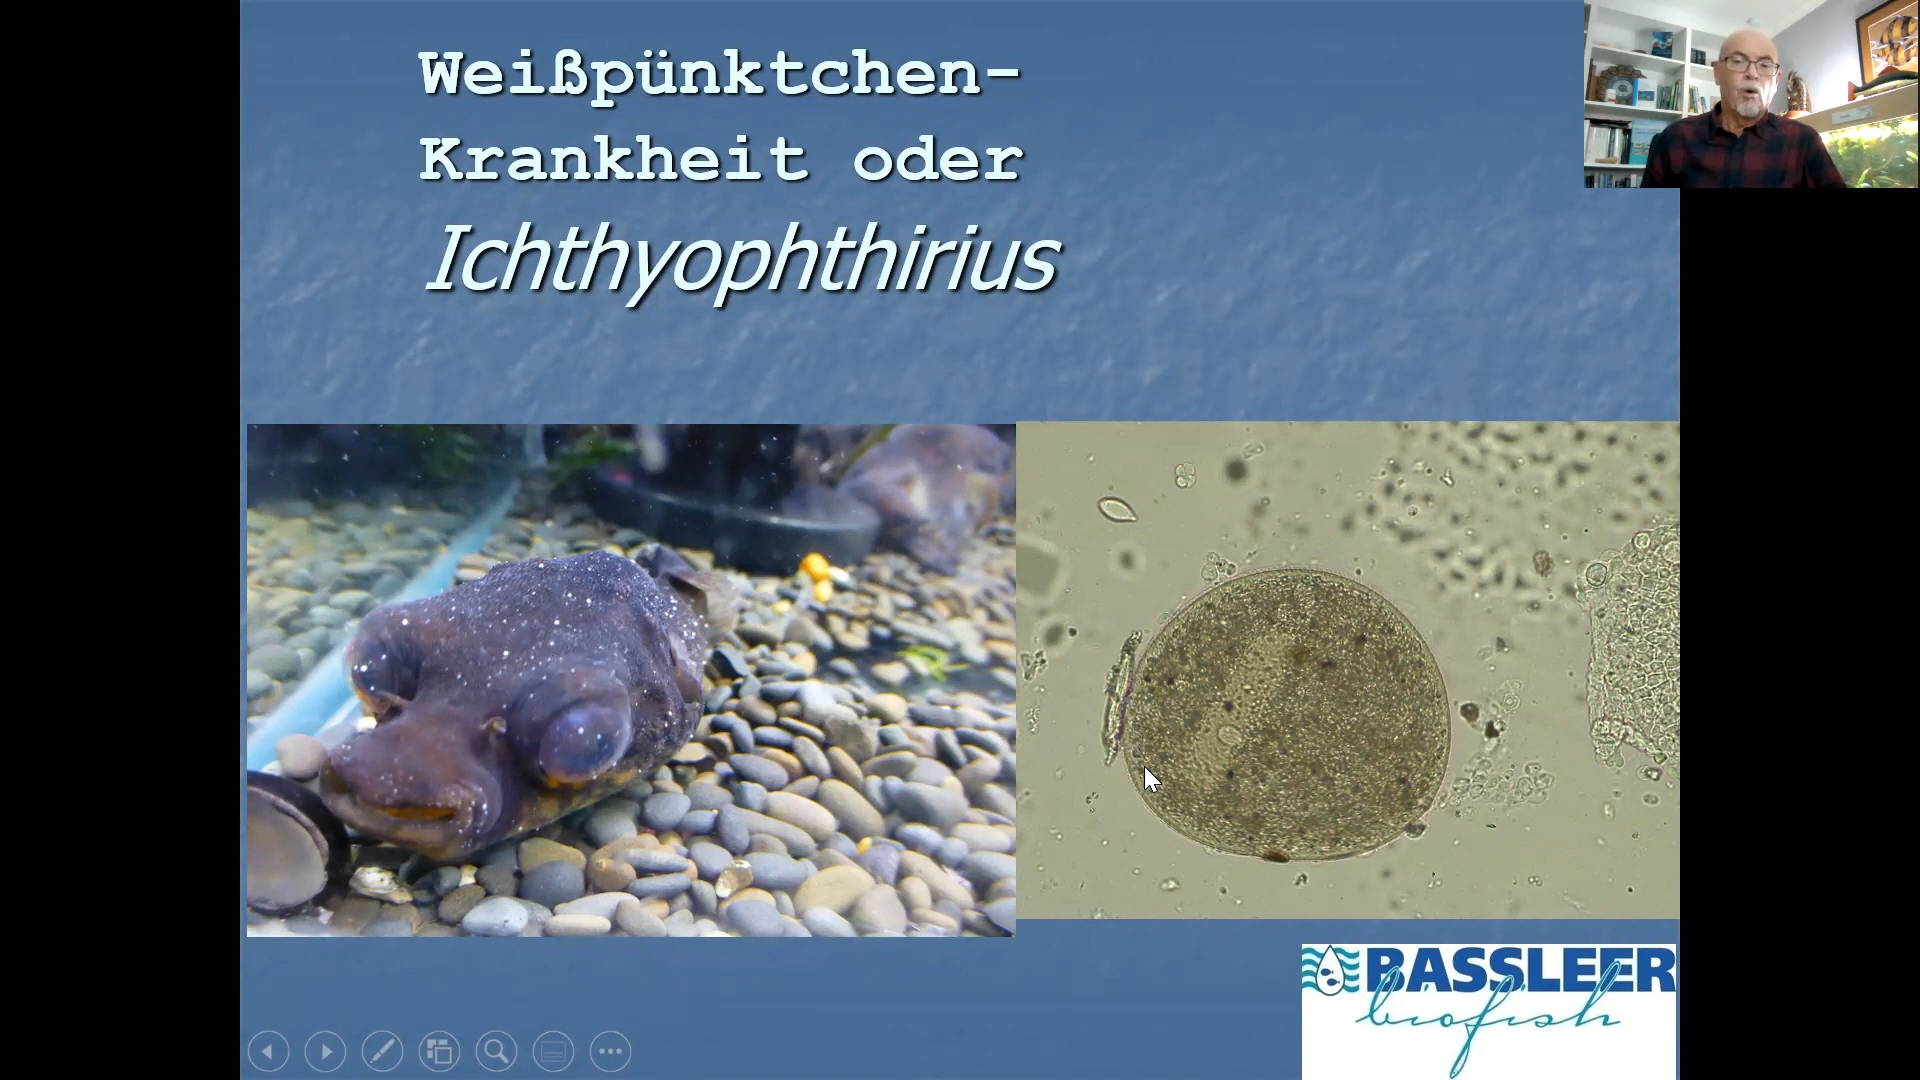 Weißpünktchen-
Krankheit oder
Ichthyophthirius
BASSLEER
biofish